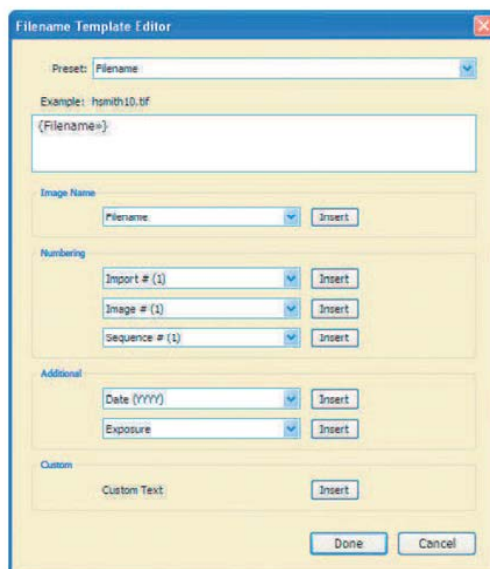 Filename Template Editor
Preset: Filename
Example: hsmith10.tif
{Filename»}
Image Name
Filename Insert
Numbering
Import # (1) Insert
Image # (1) Insert
Sequence # (1) Insert
Additional
Date (YYYY) Insert
Exposure Insert
Custom
Custom Text Insert
Done Cancel